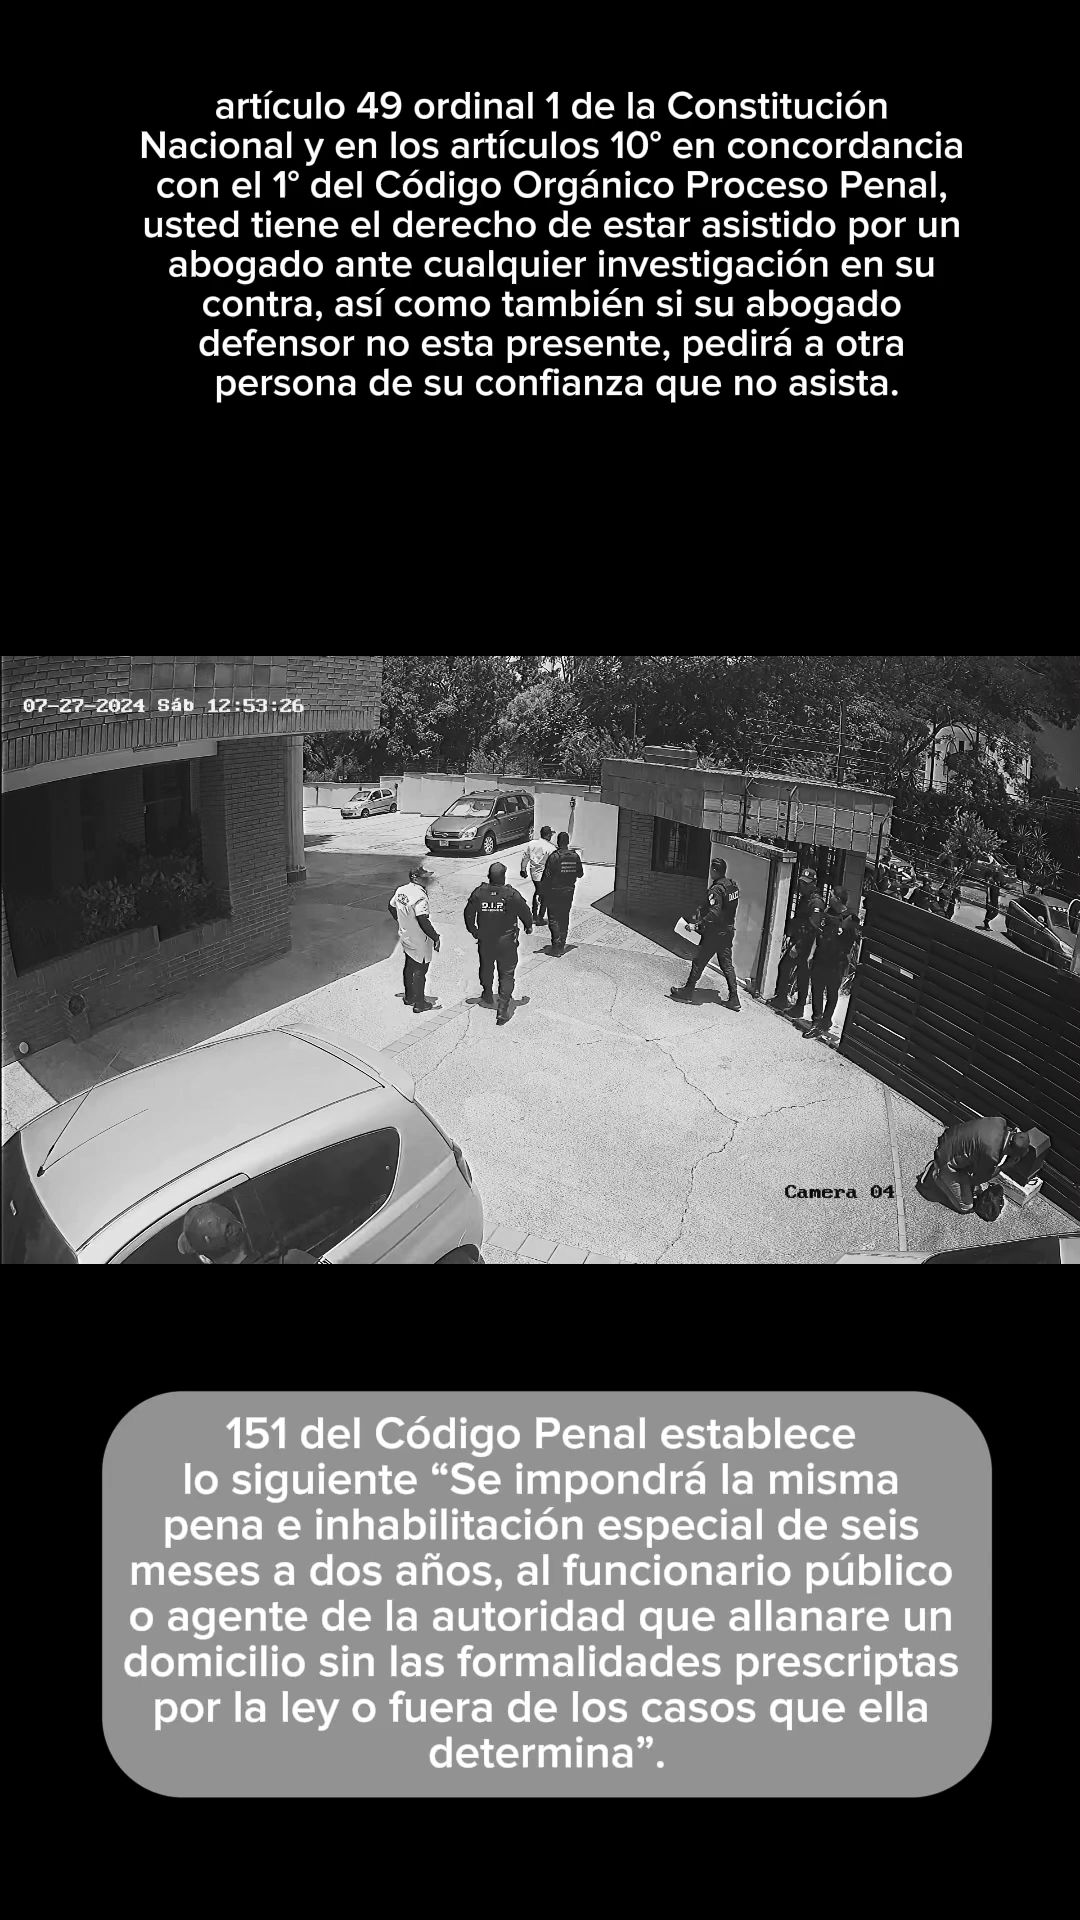 artículo 49 ordinal 1 de la Constitución
Nacional y en los artículos 10° en concordancia
con el 1° del Código Orgánico Proceso Penal,
usted tiene el derecho de estar asistido por un
abogado ante cualquier investigación en su
contra, así como también si su abogado
defensor no esta presente, pedirá a otra
persona de su confianza que no asista.
07-27-2024 Sáb 12:53:26
D.I.P
Camera 04
151 del Código Penal establece
lo siguiente “Se impondrá la misma
pena e inhabilitación especial de seis
meses a dos años, al funcionario público
o agente de la autoridad que allanare un
domicilio sin las formalidades prescriptas
por la ley o fuera de los casos que ella
determina”.